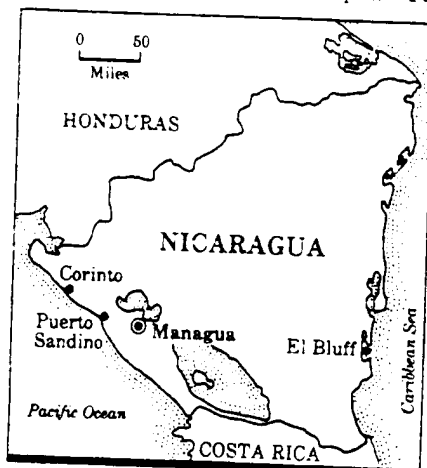 0 50
Miles
HONDURAS
NICARAGUA
Corinto
Puerto
Sandino
Managua
El Bluff
Caribbean Sea
Pacific Ocean
COSTA RICA